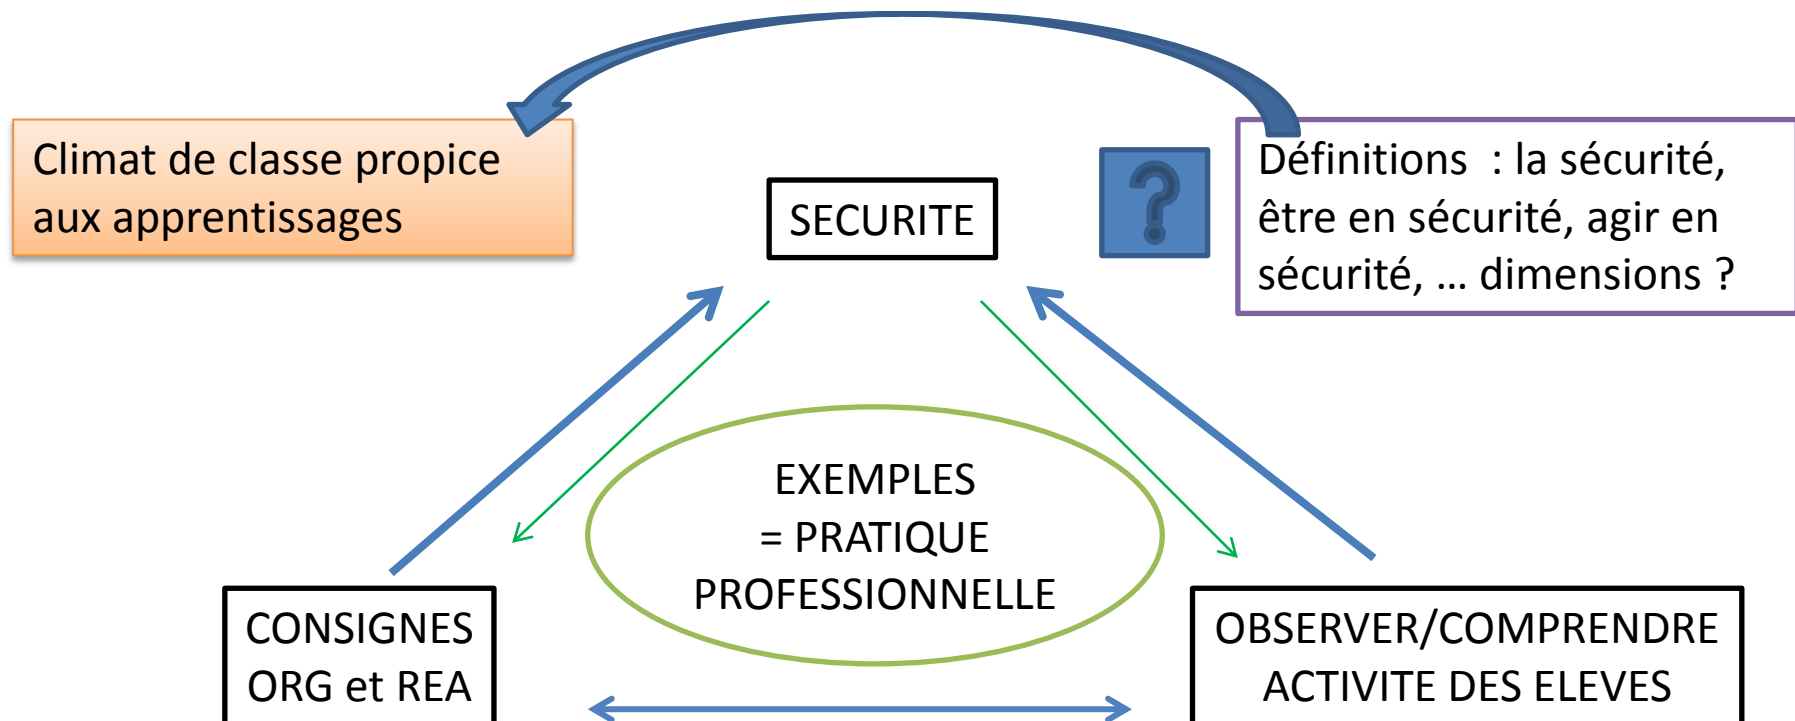 Climat de classe propice
aux apprentissages
SECURITE
?
Définitions : la sécurité,
être en sécurité, agir en
sécurité, … dimensions ?
EXEMPLES
= PRATIQUE
PROFESSIONNELLE
CONSIGNES
ORG et REA
OBSERVER/COMPRENDRE
ACTIVITE DES ELEVES